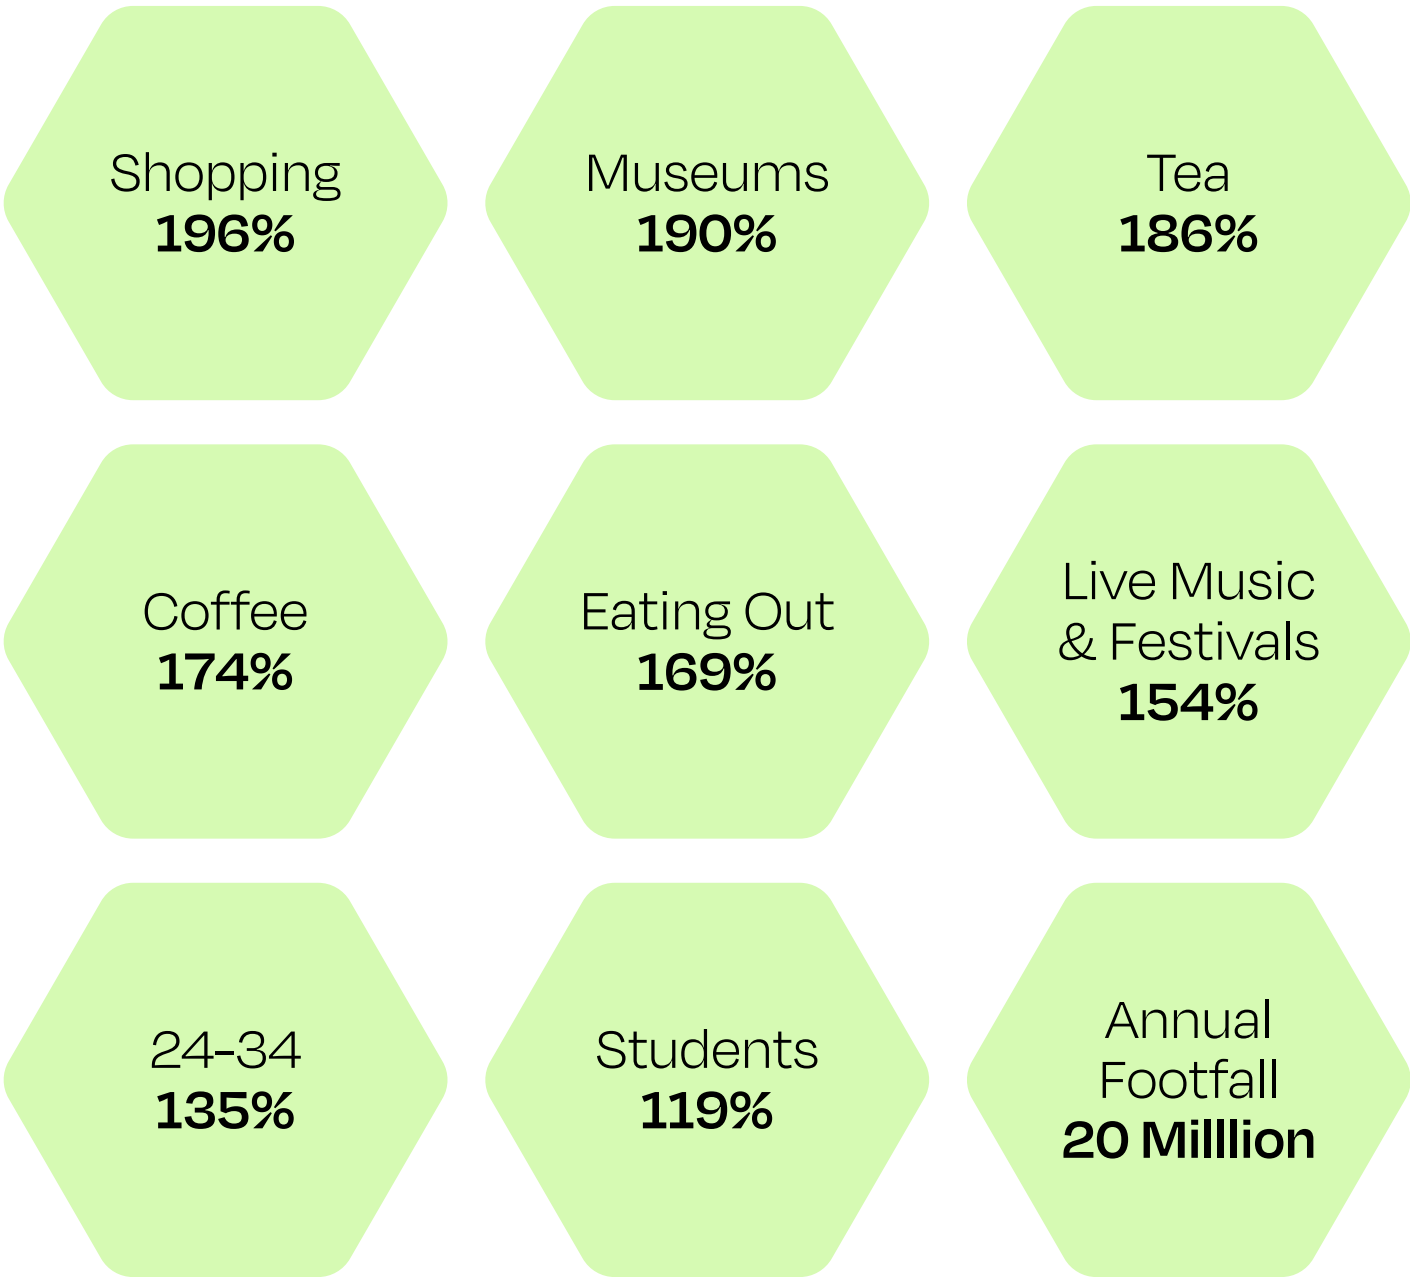 Shopping
196%
Museums
190%
Tea
186%
Coffee
174%
Eating Out
169%
Live Music
& Festivals
154%
24-34
135%
Students
119%
Annual
Footfall
20 Milllion